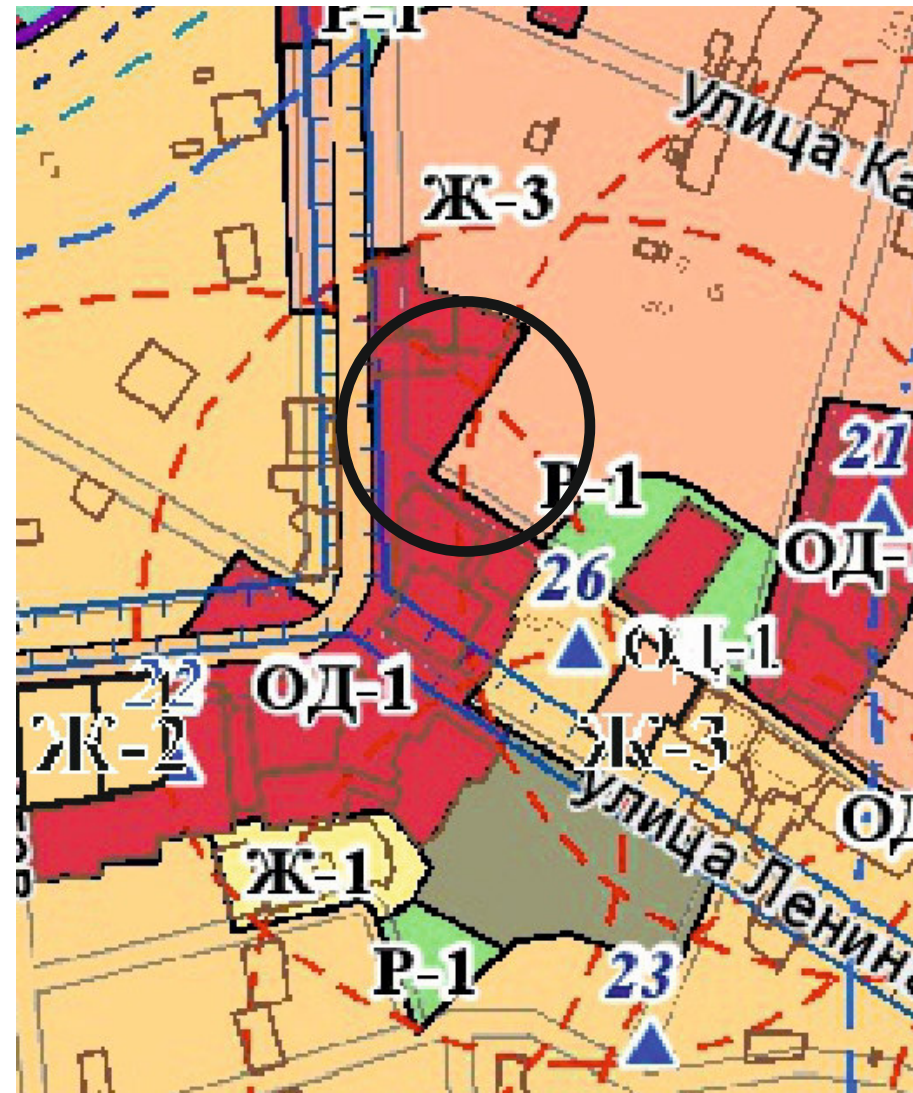 Р-1
улица Ка
Ж-3
21
Р-1
ОД-
26
ОД-1
22
ОД-1
Ж-2
Ж-3
улица Ленина
ОД
Ж-1
Р-1
23